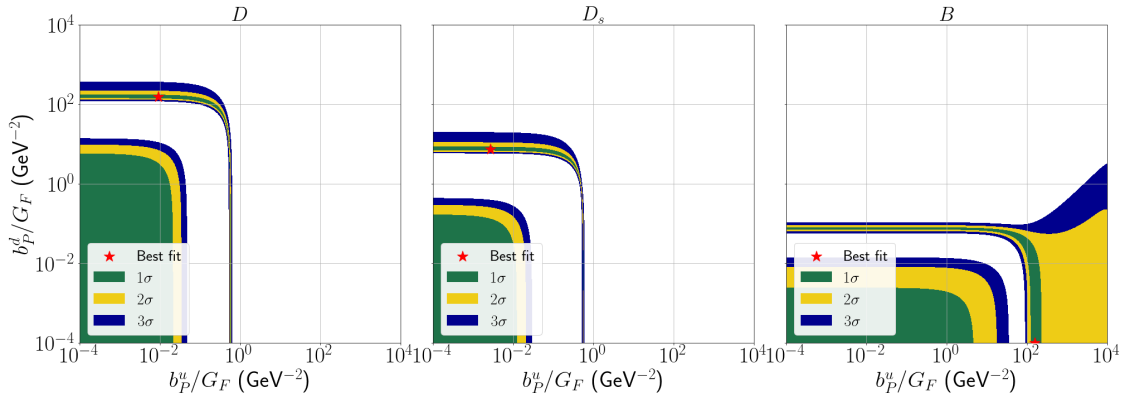 D
D_s
B
10^4
10^2
10^0
10^−2
10^−4
b_P^d/G_F (GeV^−2)
Best fit
1σ
2σ
3σ
Best fit
1σ
2σ
3σ
Best fit
1σ
2σ
3σ
10^−4 10^−2 10^0 10^2 10^4
10^−4 10^−2 10^0 10^2 10^4
10^−4 10^−2 10^0 10^2 10^4
b_P^u/G_F (GeV^−2)
b_P^u/G_F (GeV^−2)
b_P^u/G_F (GeV^−2)